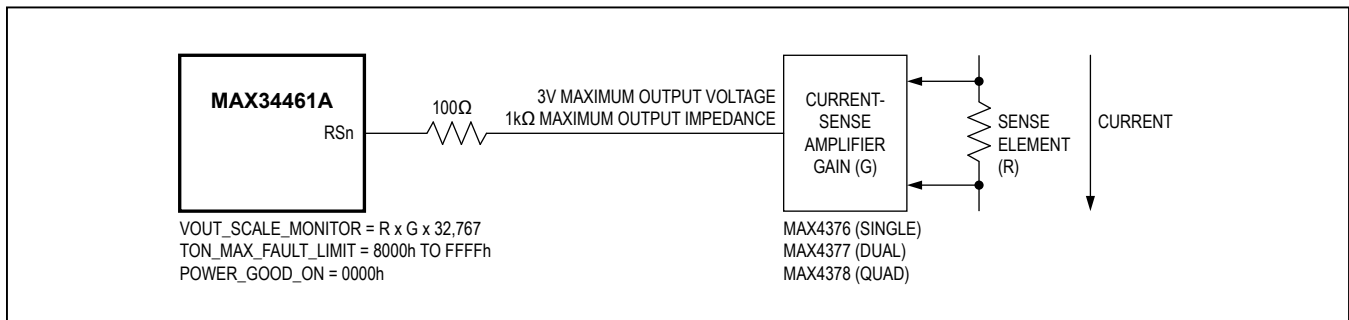 MAX34461A
RSn
100Ω
3V MAXIMUM OUTPUT VOLTAGE
1kΩ MAXIMUM OUTPUT IMPEDANCE
CURRENT-
SENSE
AMPLIFIER
GAIN (G)
SENSE
ELEMENT
(R)
CURRENT
VOUT_SCALE_MONITOR = R x G x 32,767
TON_MAX_FAULT_LIMIT = 8000h TO FFFFh
POWER_GOOD_ON = 0000h
MAX4376 (SINGLE)
MAX4377 (DUAL)
MAX4378 (QUAD)